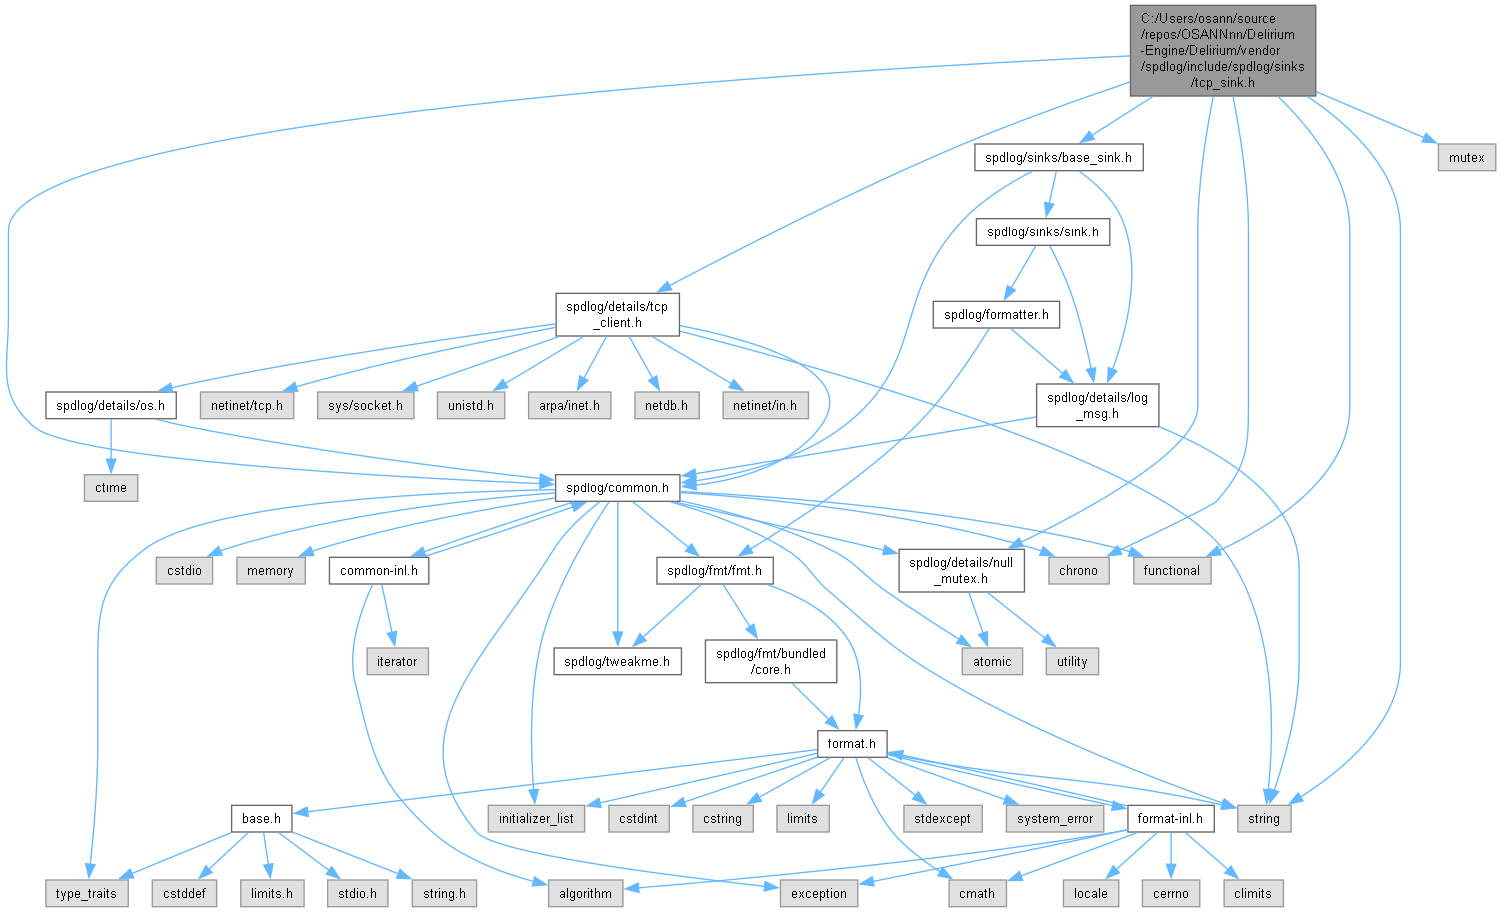 C:/Users/osann/source
/repos/OSANNnn/Delirium
-Engine/Delirium/vendor
/spdlog/include/spdlog/sinks
/tcp_sink.h
spdlog/sinks/base_sink.h
mutex
spdlog/sinks/sink.h
spdlog/details/tcp
_client.h
spdlog/formatter.h
spdlog/details/os.h
netinet/tcp.h
sys/socket.h
unistd.h
arpa/inet.h
netdb.h
netinet/in.h
spdlog/details/log
_msg.h
ctime
spdlog/common.h
cstdio
memory
common-inl.h
spdlog/fmt/fmt.h
spdlog/details/null
_mutex.h
chrono
functional
iterator
spdlog/tweakme.h
spdlog/fmt/bundled
/core.h
atomic
utility
format.h
base.h
initializer_list
cstdint
cstring
limits
stdexcept
system_error
format-inl.h
string
type_traits
cstddef
limits.h
stdio.h
string.h
algorithm
exception
cmath
locale
cerrno
climits